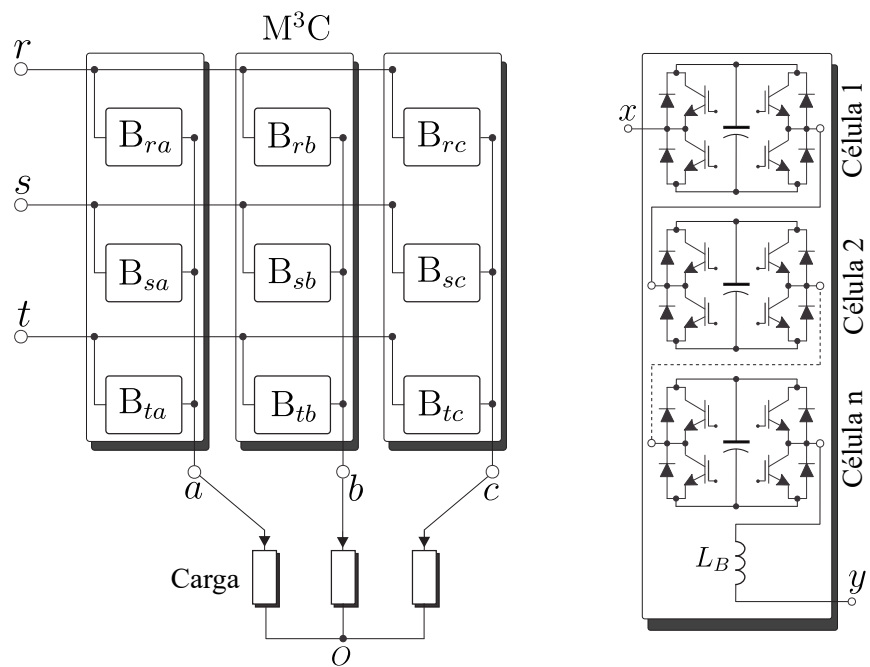 M³C
r
B_ra B_rb B_rc
s
B_sa B_sb B_sc
t
B_ta B_tb B_tc
a b c
Carga
O
x
Célula 1
Célula 2
Célula n
L_B
y